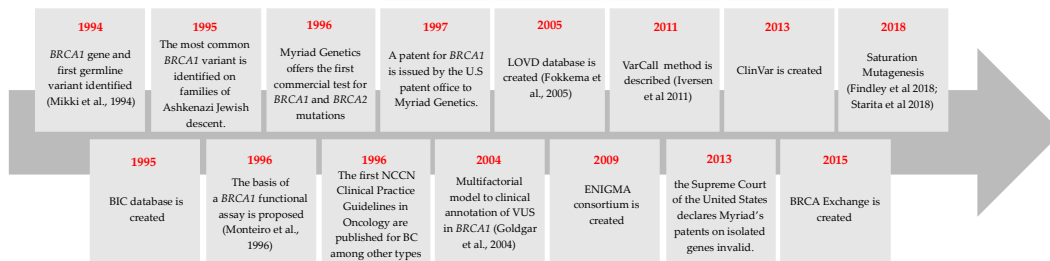 1994
BRCA1 gene and
first germline
variant identified
(Mikki et al., 1994)
1995
The most common
BRCA1 variant is
identified on
families of
Ashkenazi Jewish
descent.
1996
Myriad Genetics
offers the first
commercial test for
BRCA1 and BRCA2
mutations
1997
A patent for BRCA1
is issued by the U.S
patent office to
Myriad Genetics.
2005
LOVD database is
created (Fokkema et
al., 2005)
2011
VarCall method is
described (Iversen
et al 2011)
2013
ClinVar is created
2018
Saturation
Mutagenesis
(Findley et al 2018;
Starita et al 2018)
1995
BIC database is
created
1996
The basis of
a BRCA1 functional
assay is proposed
(Monteiro et al.,
1996)
1996
The first NCCN
Clinical Practice
Guidelines in
Oncology are
published for BC
among other types
2004
Multifactorial
model to clinical
annotation of VUS
in BRCA1 (Goldgar
et al., 2004)
2009
ENIGMA
consortium is
created
2013
the Supreme Court
of the United States
declares Myriad's
patents on isolated
genes invalid.
2015
BRCA Exchange is
created